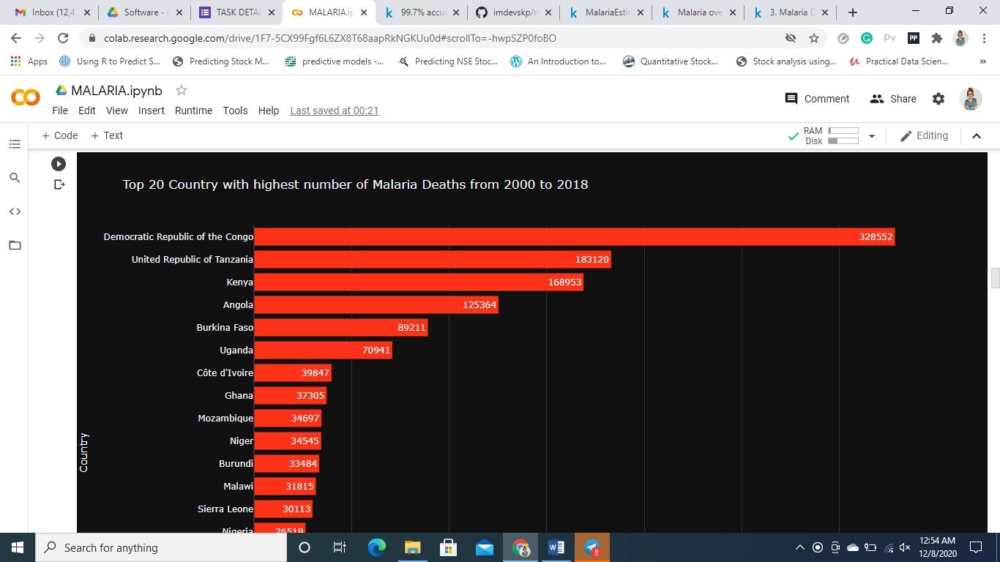 Inbox (12,4
Software - G
TASK DETAI
MALARIA.ip
99.7% accu
imdevskp/m
MalariaEstim
Malaria ove
3. Malaria D
colab.research.google.com/drive/1F7-5CX99Fgf6L6ZX8T68aapRkNGKUu0d#scrollTo=-hwpSZP0foBO
Apps
Using R to Predict S...
Predicting Stock M...
predictive models -...
Predicting NSE Stoc...
An Introduction to...
Quantitative Stock...
Stock analysis using...
Practical Data Scien...
»
MALARIA.ipynb
Comment
Share
File Edit View Insert Runtime Tools Help Last saved at 00:21
+ Code + Text
RAM
Disk
Editing
Top 20 Country with highest number of Malaria Deaths from 2000 to 2018
Democratic Republic of the Congo 328552
United Republic of Tanzania 183120
Kenya 168953
Angola 125364
Burkina Faso 89211
Uganda 70941
Côte d'Ivoire 39847
Ghana 37305
Mozambique 34697
Niger 34545
Burundi 33484
Malawi 31815
Sierra Leone 30113
Nigeria 26519
Country
Search for anything
8
12:54 AM
12/8/2020